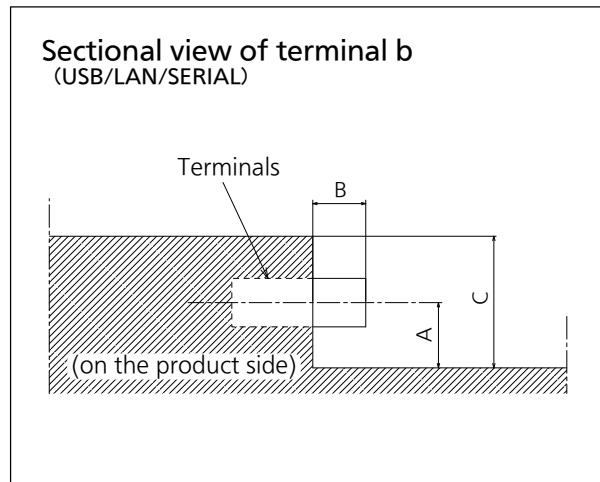 Sectional view of terminal b
(USB/LAN/SERIAL)
Terminals
B
C
A
(on the product side)